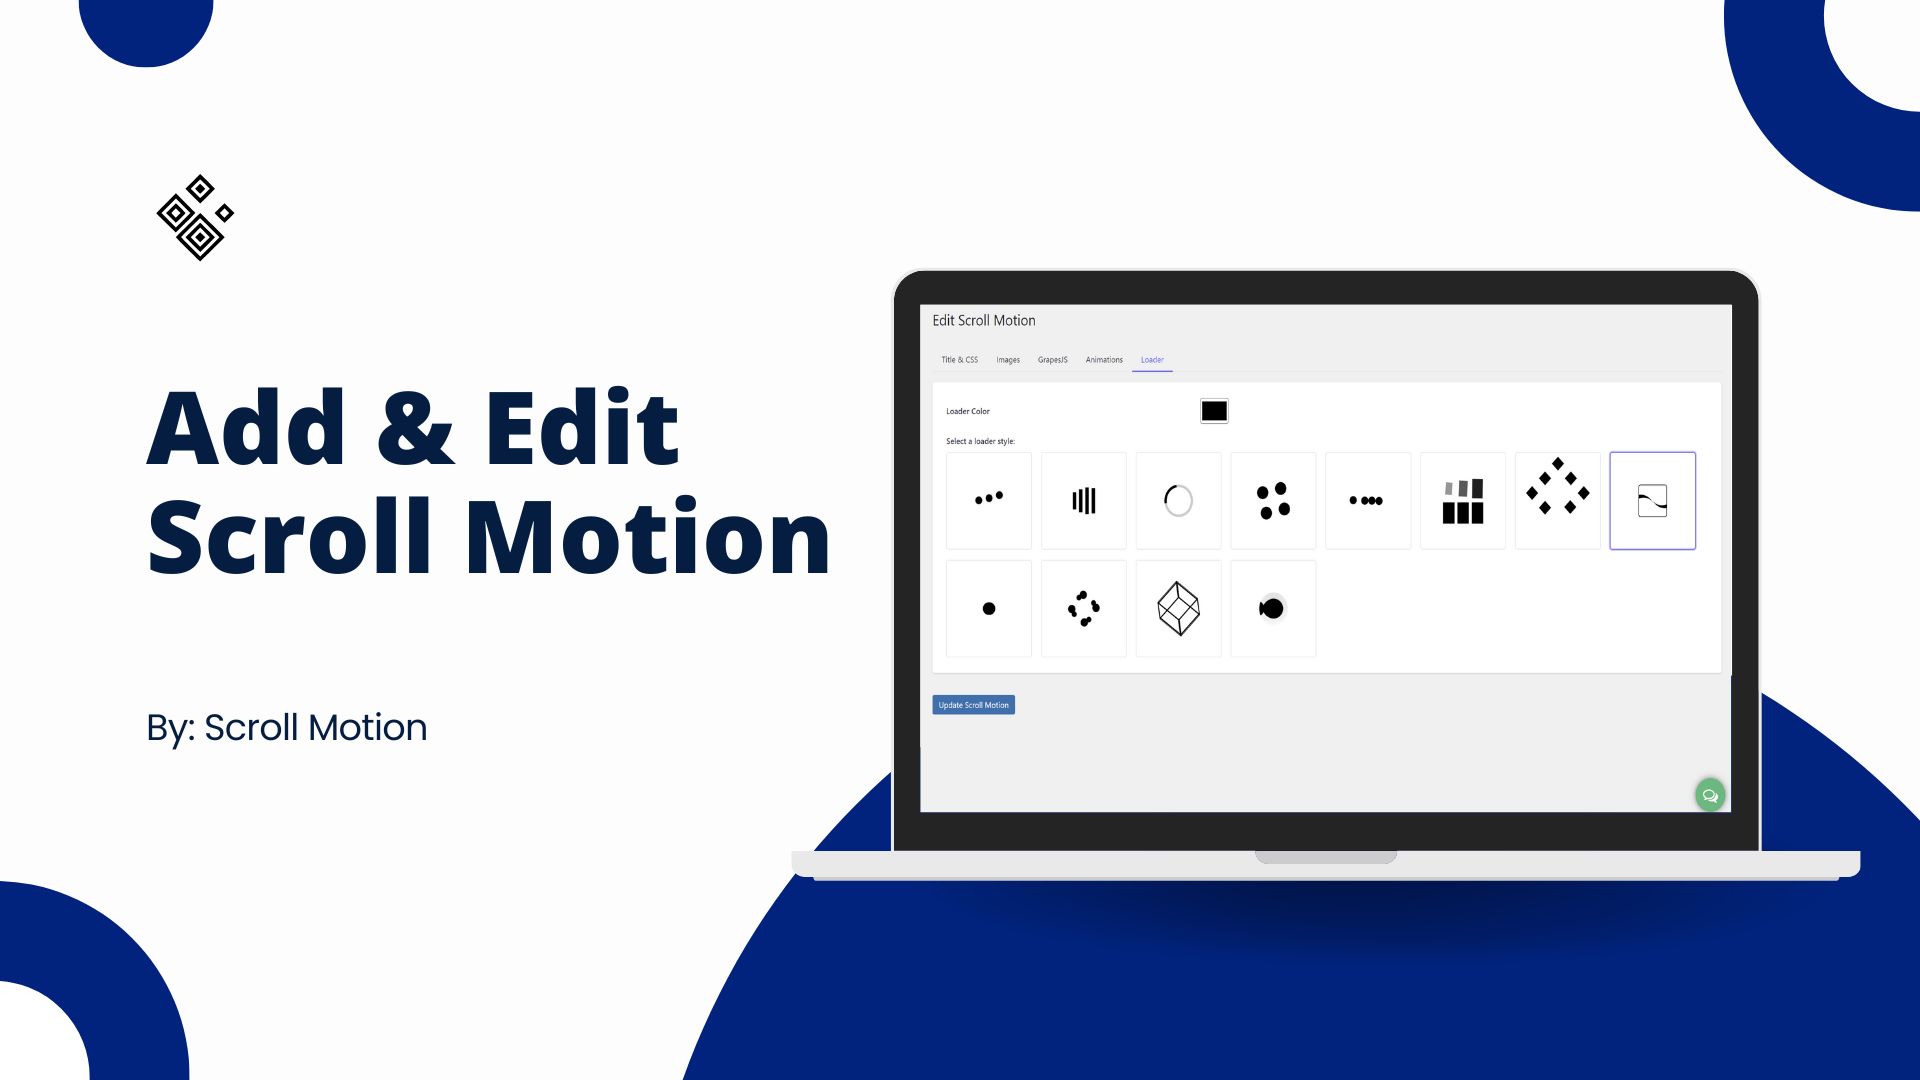 Add & Edit
Scroll Motion
By: Scroll Motion
Edit Scroll Motion
Title & CSS Images GrapesJS Animations Loader
Loader Color
Select a loader style:
Update Scroll Motion